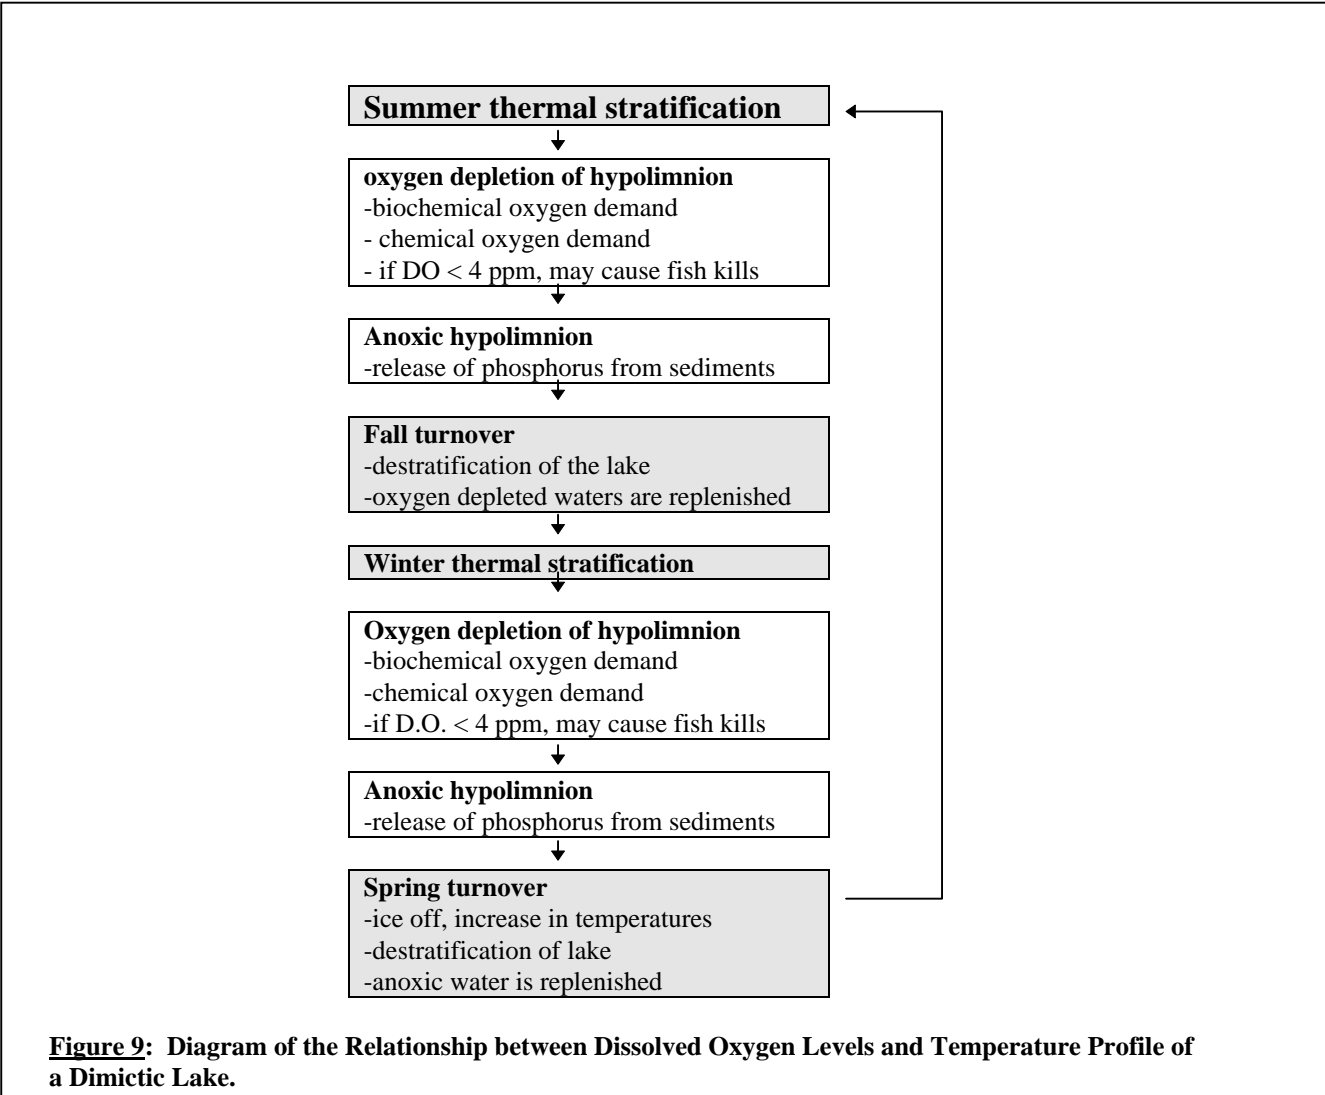 Summer thermal stratification
oxygen depletion of hypolimnion
-biochemical oxygen demand
- chemical oxygen demand
- if DO < 4 ppm, may cause fish kills
Anoxic hypolimnion
-release of phosphorus from sediments
Fall turnover
-destratification of the lake
-oxygen depleted waters are replenished
Winter thermal stratification
Oxygen depletion of hypolimnion
-biochemical oxygen demand
-chemical oxygen demand
-if D.O. < 4 ppm, may cause fish kills
Anoxic hypolimnion
-release of phosphorus from sediments
Spring turnover
-ice off, increase in temperatures
-destratification of lake
-anoxic water is replenished
Figure 9:  Diagram of the Relationship between Dissolved Oxygen Levels and Temperature Profile of
a Dimictic Lake.